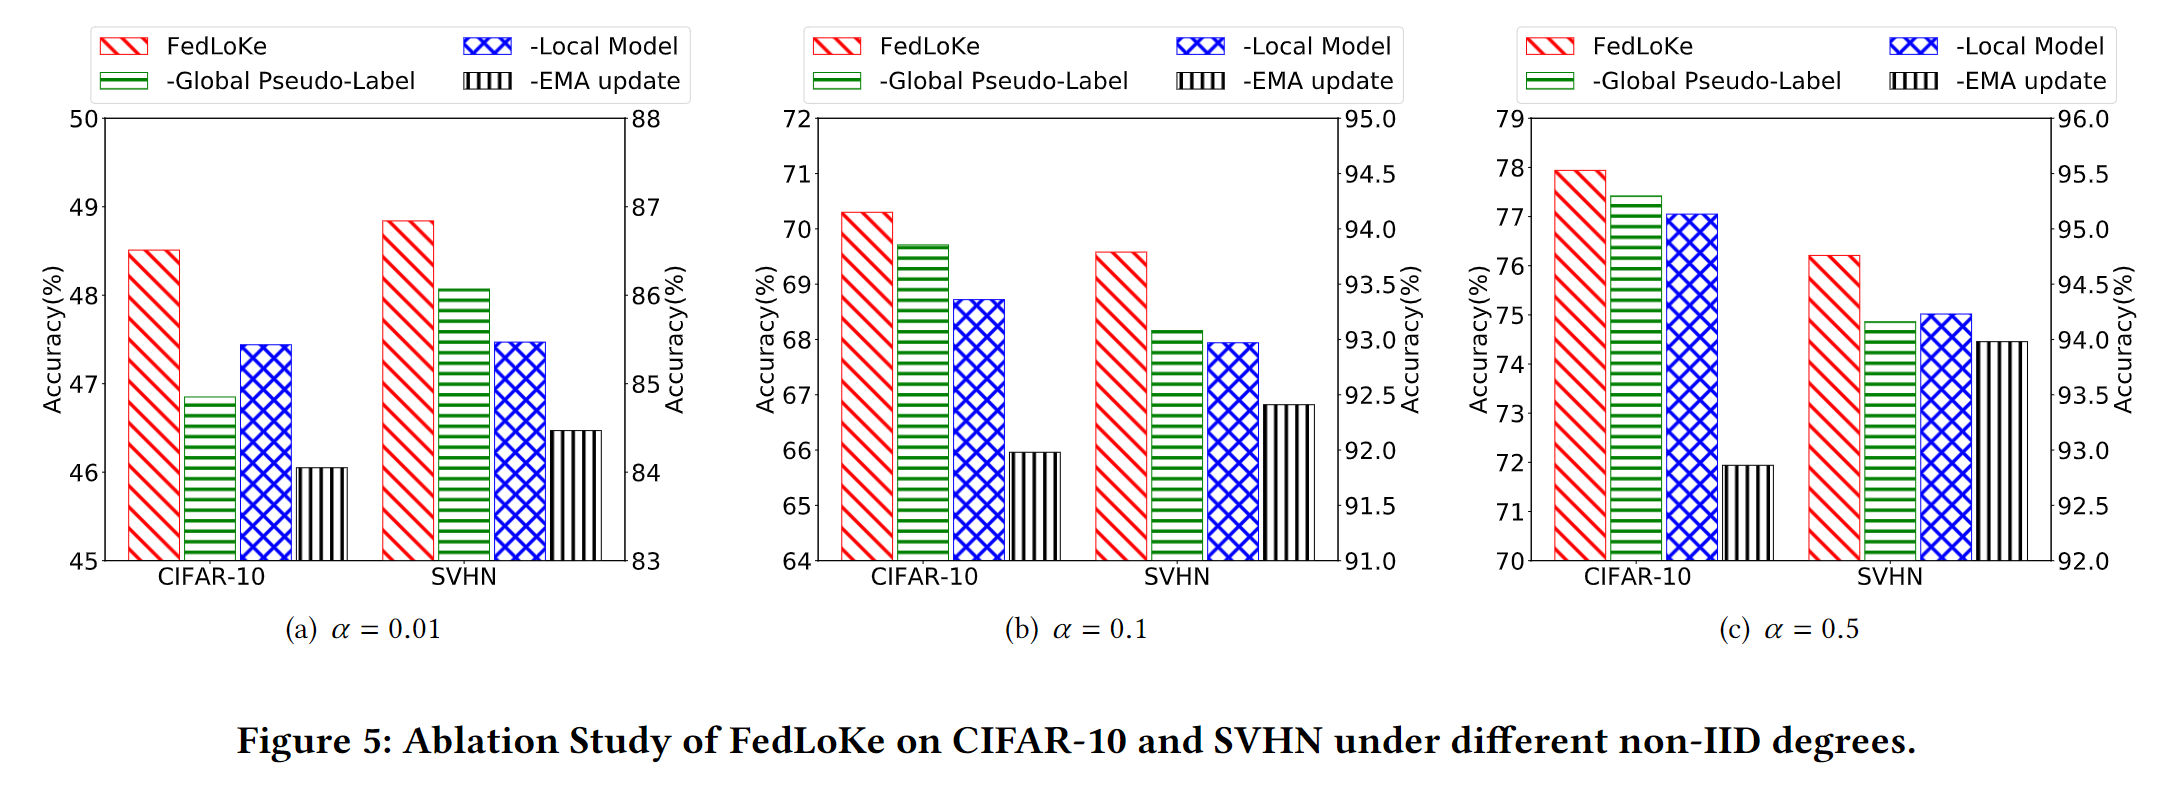 FedLoKe -Local Model
-Global Pseudo-Label -EMA update
50
49
48
47
46
45
Accuracy(%)
88
87
86
85
84
83
Accuracy(%)
CIFAR-10 SVHN
(a) α = 0.01
FedLoKe -Local Model
-Global Pseudo-Label -EMA update
72
71
70
69
68
67
66
65
64
Accuracy(%)
95.0
94.5
94.0
93.5
93.0
92.5
92.0
91.5
91.0
Accuracy(%)
CIFAR-10 SVHN
(b) α = 0.1
FedLoKe -Local Model
-Global Pseudo-Label -EMA update
79
78
77
76
75
74
73
72
71
70
Accuracy(%)
96.0
95.5
95.0
94.5
94.0
93.5
93.0
92.5
92.0
Accuracy(%)
CIFAR-10 SVHN
(c) α = 0.5
Figure 5: Ablation Study of FedLoKe on CIFAR-10 and SVHN under different non-IID degrees.